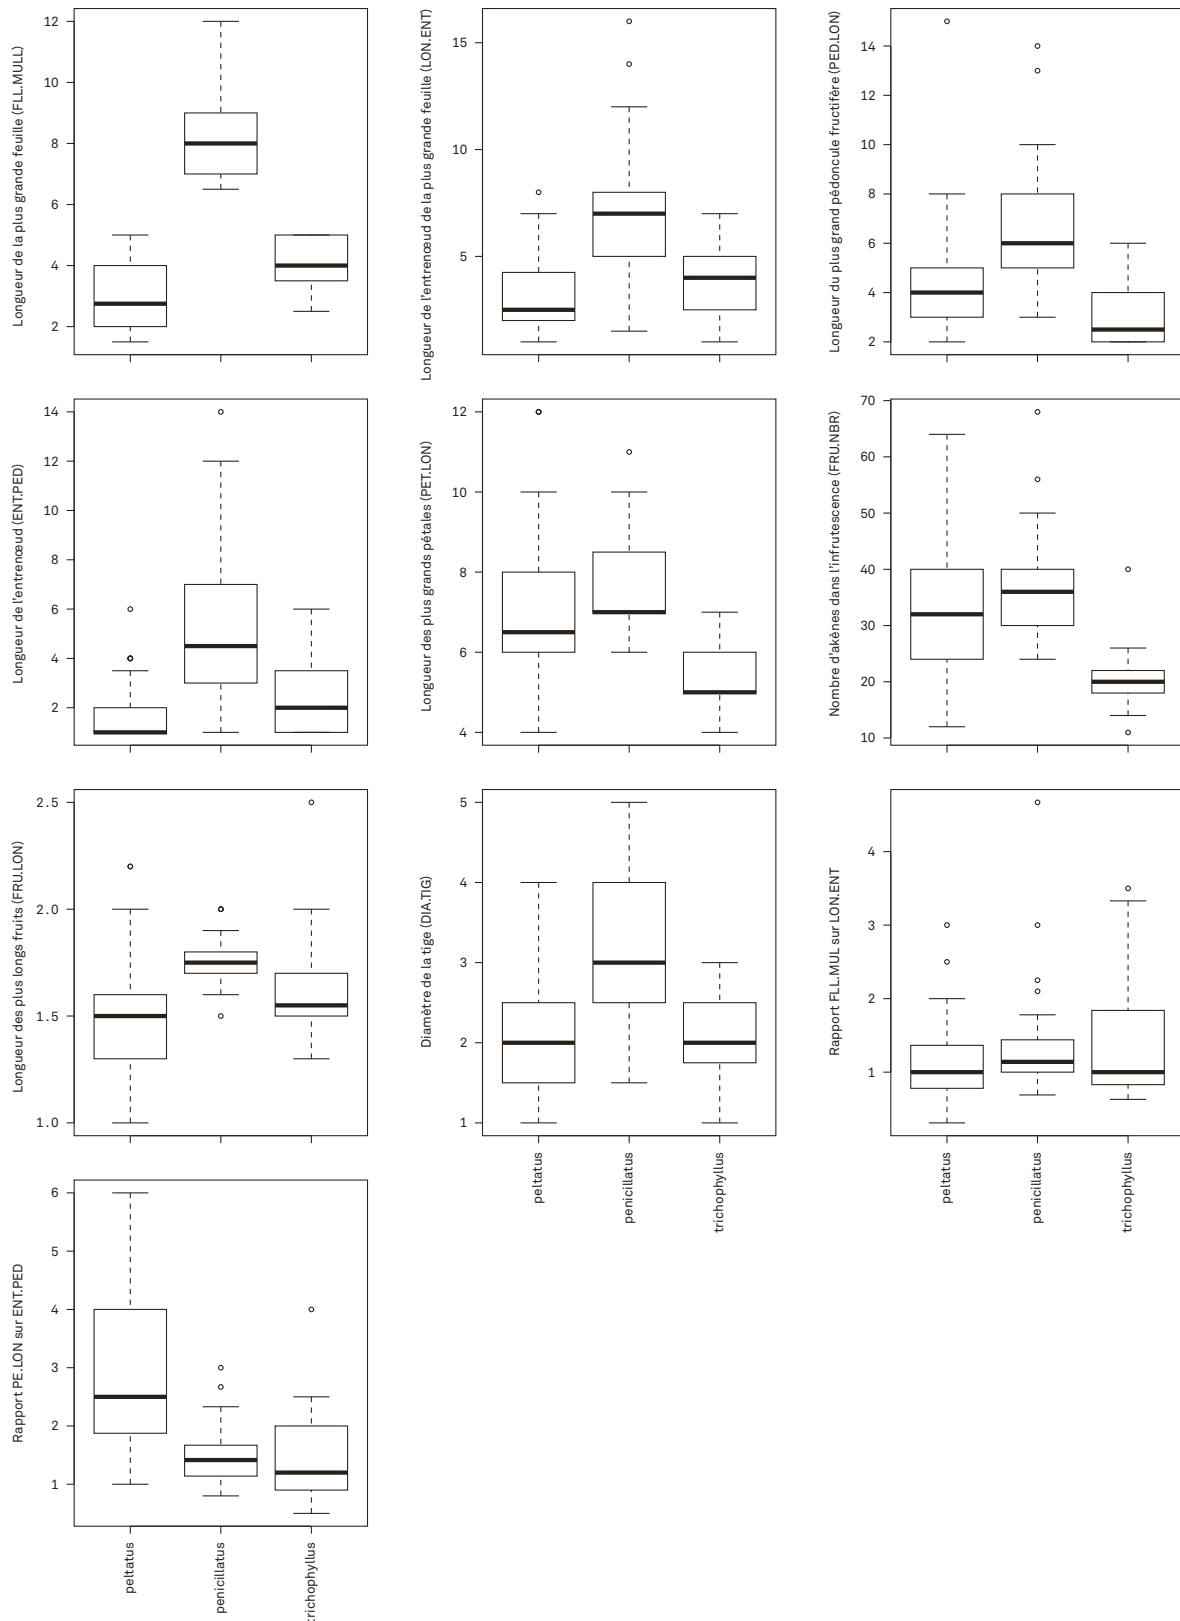 Longueur de la plus grande feuille (FLL.MULL)
12
10
8
6
4
2
Longueur de l'entrenœud de la plus grande feuille (LON.ENT)
15
10
5
Longueur du plus grand pédoncule fructifère (PED.LON)
14
12
10
8
6
4
2
Longueur de l'entrenœud (ENT.PED)
14
12
10
8
6
4
2
Longueur des plus grands pétales (PET.LON)
12
10
8
6
4
Nombre d'akènes dans l'infrutescence (FRU.NBR)
70
60
50
40
30
20
10
Longueur des plus longs fruits (FRU.LON)
2.5
2.0
1.5
1.0
Diamètre de la tige (DIA.TIG)
5
4
3
2
1
peltatus
penicillatus
trichophyllus
Rapport FLL.MUL sur LON.ENT
4
3
2
1
peltatus
penicillatus
trichophyllus
Rapport PE.LON sur ENT.PED
6
5
4
3
2
1
peltatus
penicillatus
trichophyllus